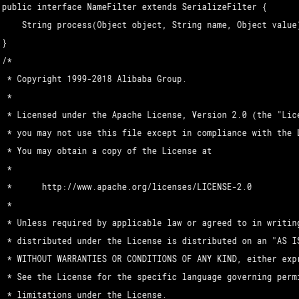 public interface NameFilter extends SerializeFilter {
String process(Object object, String name, Object value
}
/*
* Copyright 1999-2018 Alibaba Group.
*
* Licensed under the Apache License, Version 2.0 (the "Lice
* you may not use this file except in compliance with the L
* You may obtain a copy of the License at
*
* http://www.apache.org/licenses/LICENSE-2.0
*
* Unless required by applicable law or agreed to in writing
* distributed under the License is distributed on an "AS IS
* WITHOUT WARRANTIES OR CONDITIONS OF ANY KIND, either expr
* See the License for the specific language governing permi
* limitations under the License.